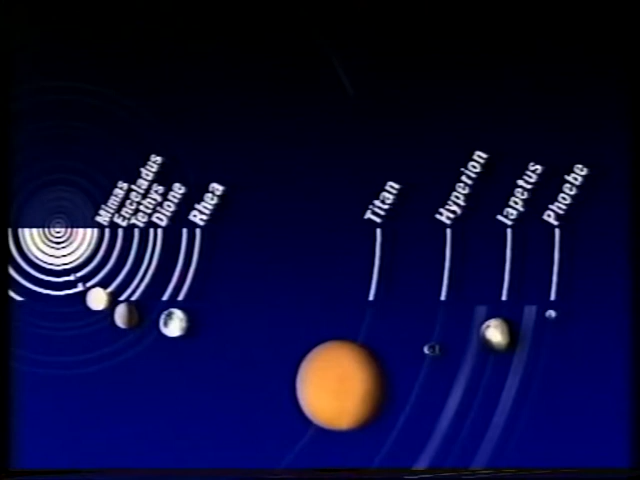 Mimas
Enceladus
Tethys
Dione
Rhea
Titan
Hyperion
Iapetus
Phoebe